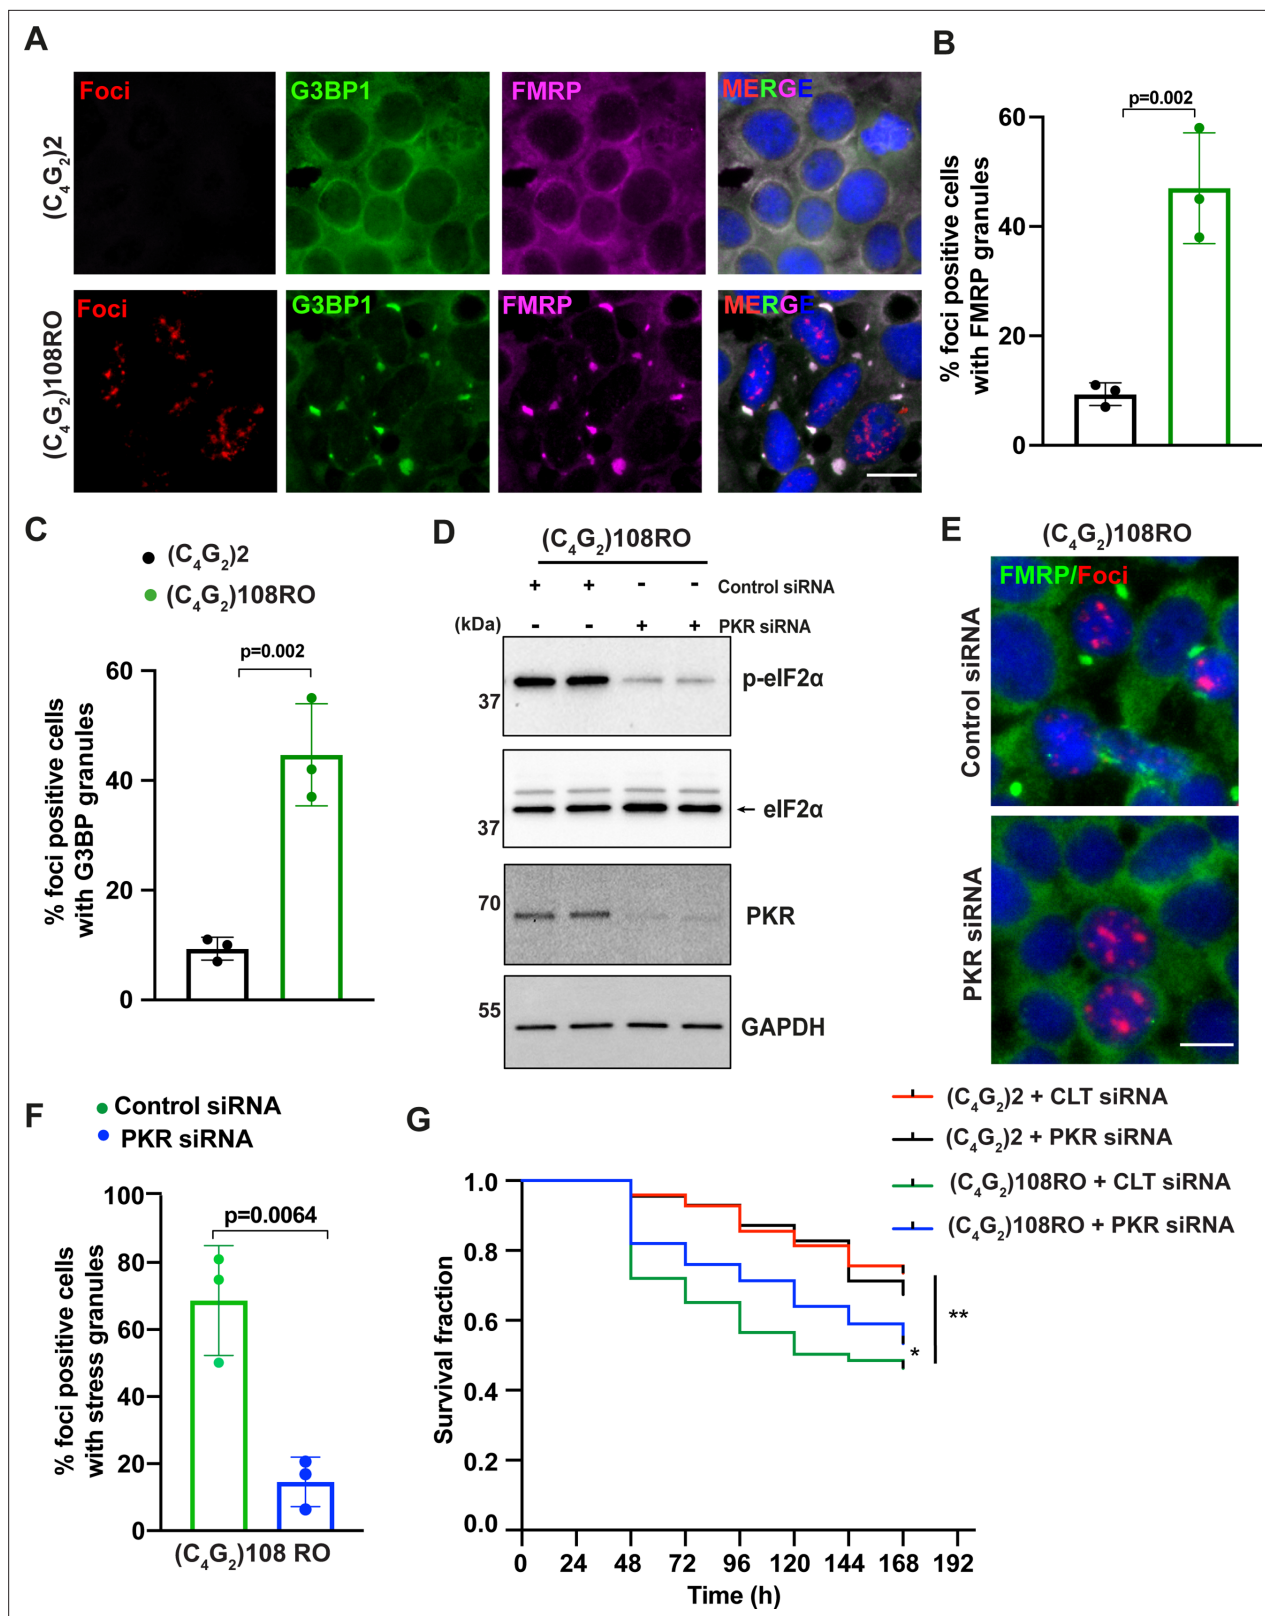 A
Foci
G3BP1
FMRP
MERGE
(C₄G₂)2
Foci
G3BP1
FMRP
MERGE
(C₄G₂)108RO
B
p=0.002
60
40
20
0
% foci positive cells
with FMRP granules
C
(C₄G₂)2
(C₄G₂)108RO
p=0.002
60
40
20
0
% foci positive cells
with G3BP granules
D
(C₄G₂)108RO
+ + - - Control siRNA
(kDa) - - + + PKR siRNA
37 p-eIF2α
37 ← eIF2α
70 PKR
55 GAPDH
E
(C₄G₂)108RO
FMRP/Foci
Control siRNA
PKR siRNA
F
Control siRNA
PKR siRNA
p=0.0064
100
80
60
40
20
0
% foci positive cells
with stress granules
(C₄G₂)108 RO
G
(C₄G₂)2 + CLT siRNA
(C₄G₂)2 + PKR siRNA
(C₄G₂)108RO + CLT siRNA
(C₄G₂)108RO + PKR siRNA
1.0
0.8
0.6
0.4
0.2
0.0
Survival fraction
**
*
0 24 48 72 96 120 144 168 192
Time (h)